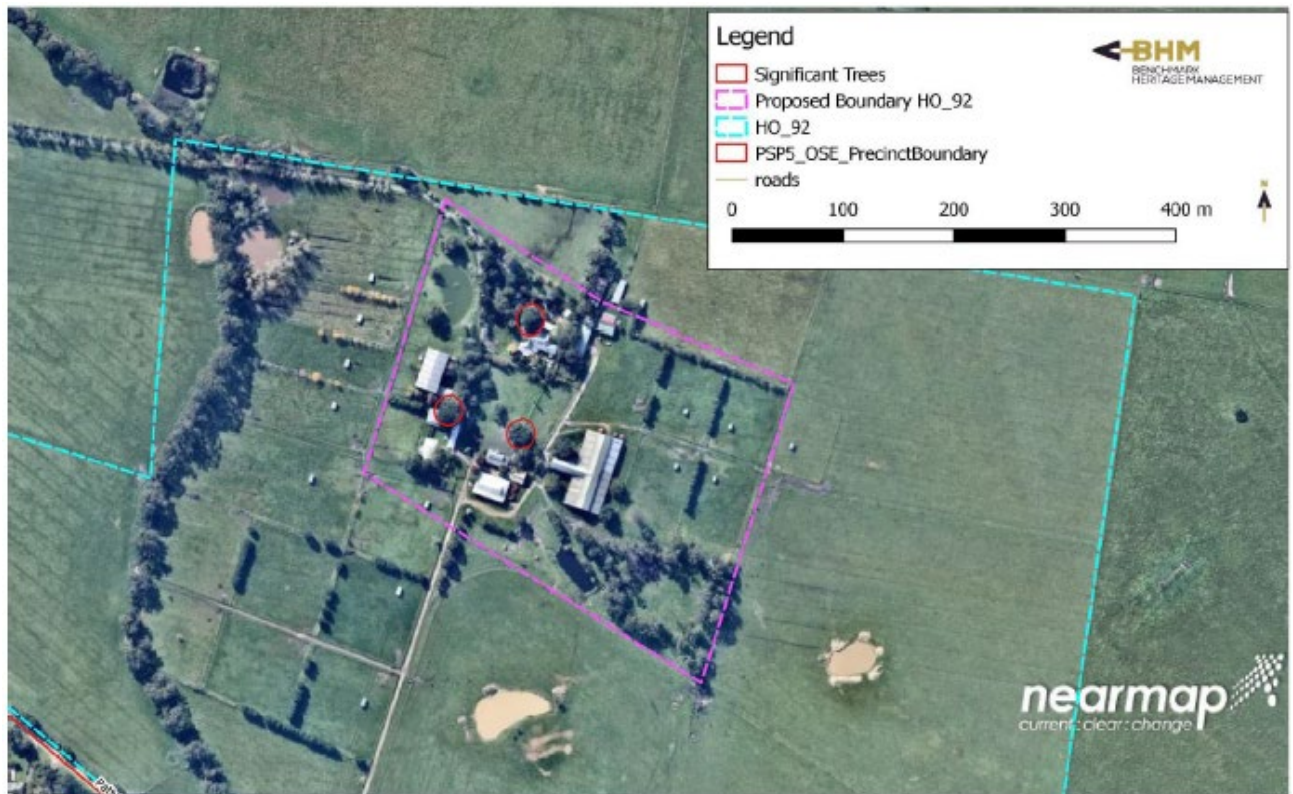 Legend
BHM
BENCHMARK
HERITAGE MANAGEMENT
Significant Trees
Proposed Boundary HO_92
HO_92
PSP5_OSE_PrecinctBoundary
roads
N
0 100 200 300 400 m
nearmap
current:clear:change